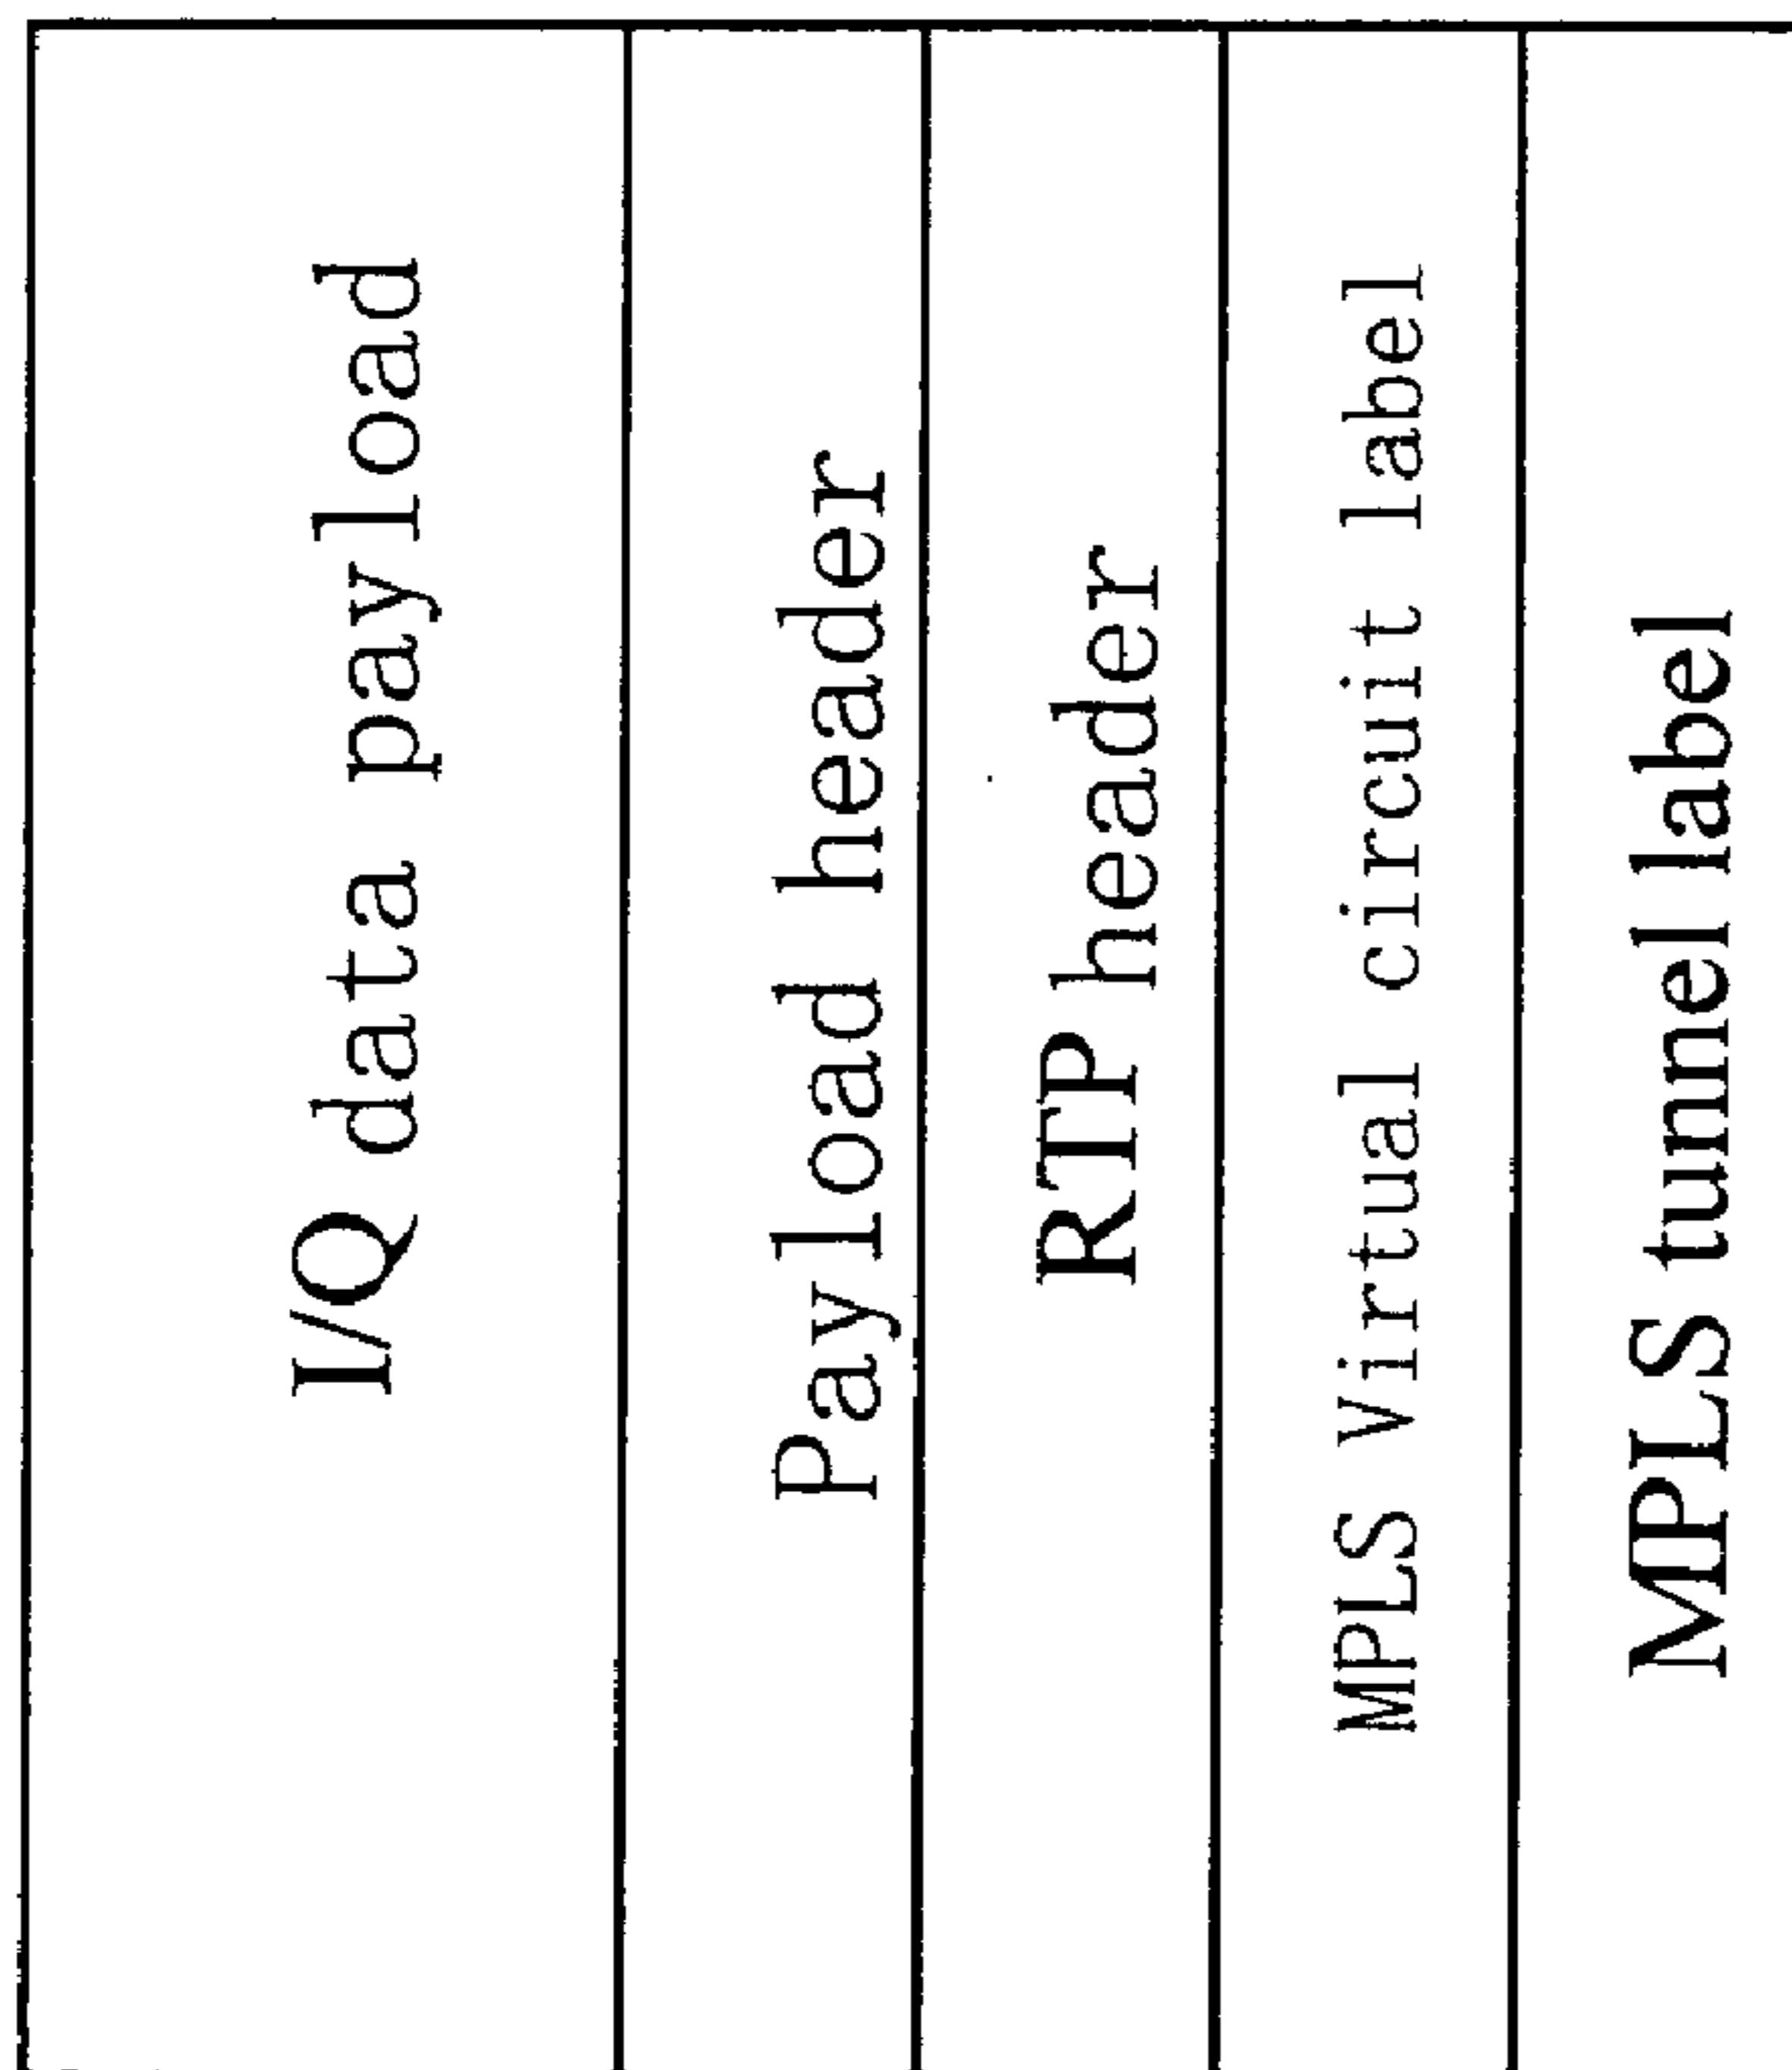 I/Q data payload
Payload header
RTP header
MPLS Virtual circuit label
MPLS tunnel label